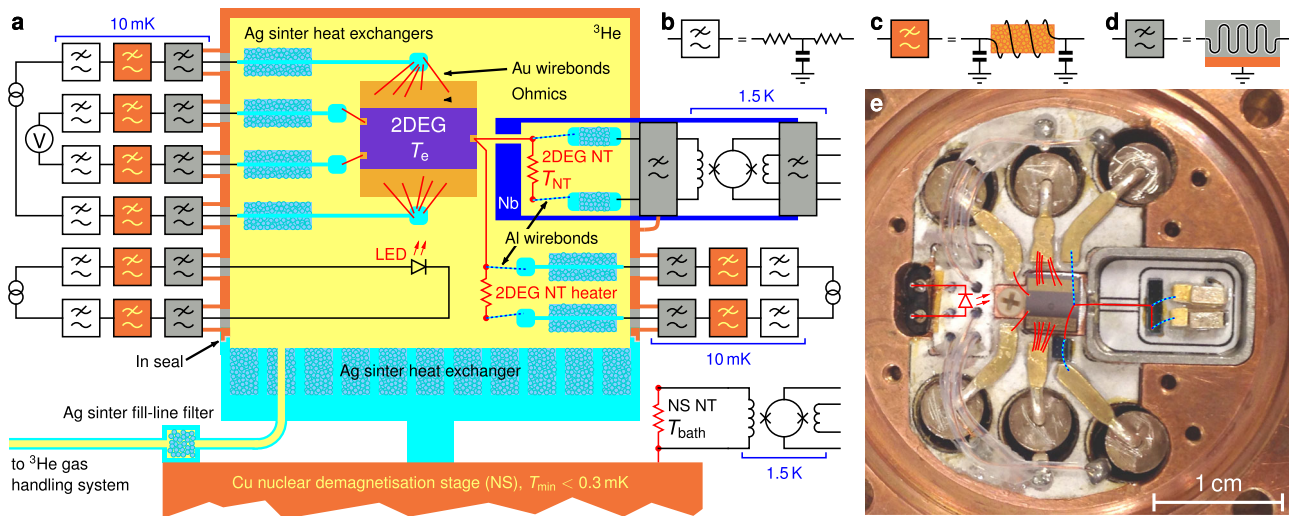 a
10 mK
Ag sinter heat exchangers
³He
Au wirebonds
Ohmics
V
2DEG
Tₑ
2DEG NT
T_NT
Nb
Al wirebonds
LED
2DEG NT heater
1.5 K
10 mK
In seal
Ag sinter heat exchanger
Ag sinter fill-line filter
to ³He gas
handling system
NS NT
T_bath
1.5 K
Cu nuclear demagnetisation stage (NS), T_min < 0.3 mK
b
=
c
=
d
=
e
1 cm